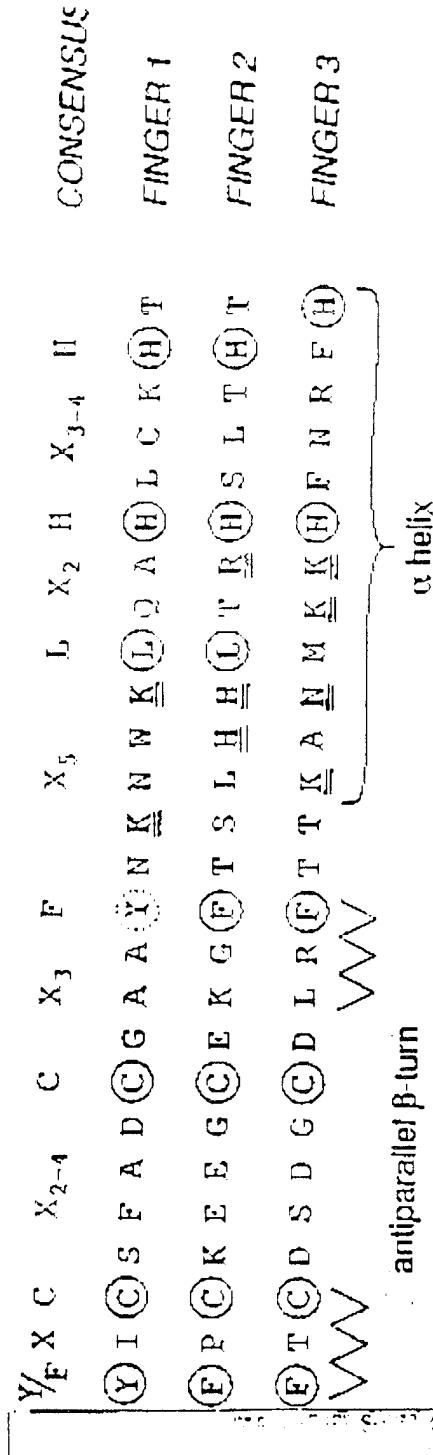 Y/F X C X2-4 C X3 F X5 L X2 H X3-4 H CONSENSUS
Y I C S F A D C G A A Y N K N W K L Q A H L C K H T FINGER 1
F P C K E E G C E K G F T S L H H L T R H S L T H T FINGER 2
F T C D S D G C D L R F T T K A N M K K H F N R F H FINGER 3
antiparallel β-turn
α helix